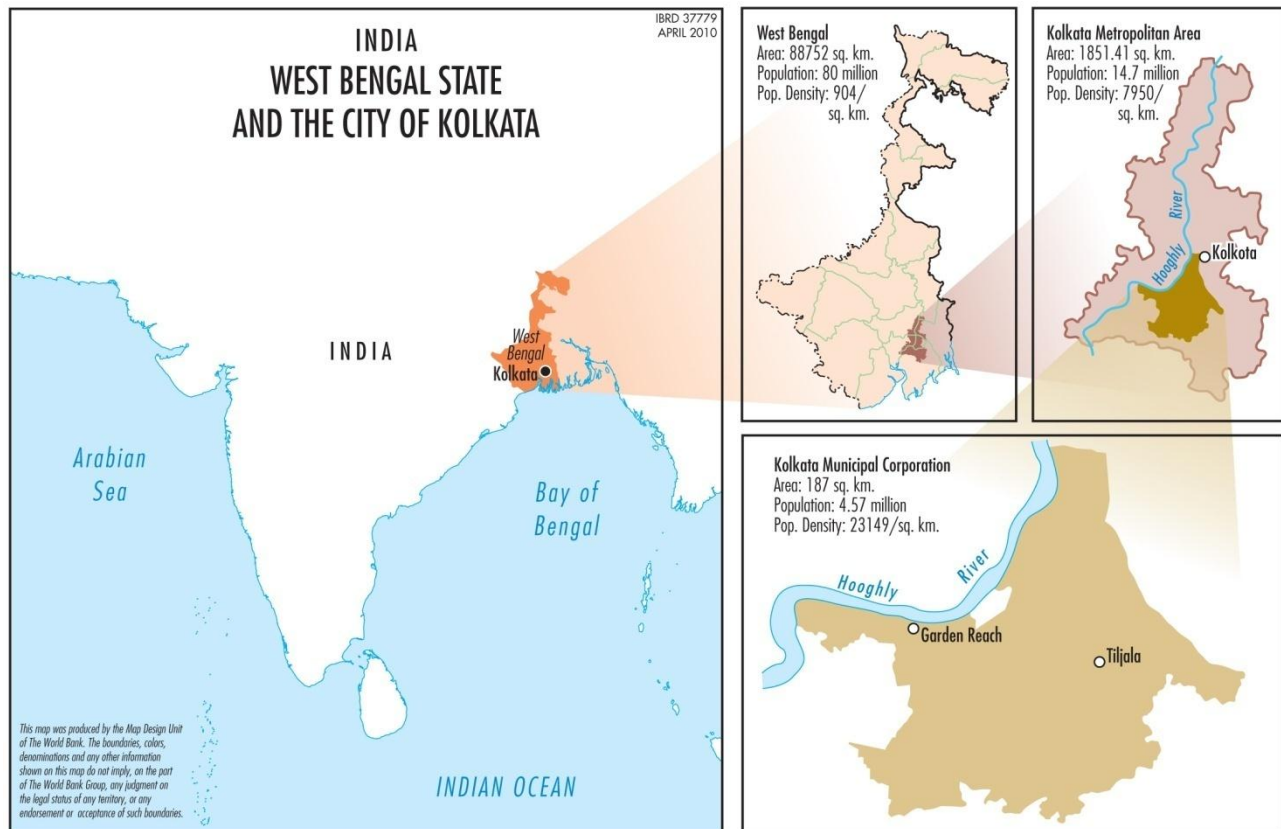 IBRD 37779
APRIL 2010
INDIA
WEST BENGAL STATE
AND THE CITY OF KOLKATA
INDIA
West
Bengal
Kolkata
Arabian
Sea
Bay of
Bengal
INDIAN OCEAN
This map was produced by the Map Design Unit
of The World Bank. The boundaries, colors,
denominations and any other information
shown on this map do not imply, on the part
of The World Bank Group, any judgment on
the legal status of any territory, or any
endorsement or acceptance of such boundaries.
West Bengal
Area: 88752 sq. km.
Population: 80 million
Pop. Density: 904/
sq. km.
Kolkata Metropolitan Area
Area: 1851.41 sq. km.
Population: 14.7 million
Pop. Density: 7950/
sq. km.
River
Hooghly
Kolkota
Kolkata Municipal Corporation
Area: 187 sq. km.
Population: 4.57 million
Pop. Density: 23149/sq. km.
Hooghly
River
Garden Reach
Tiljala